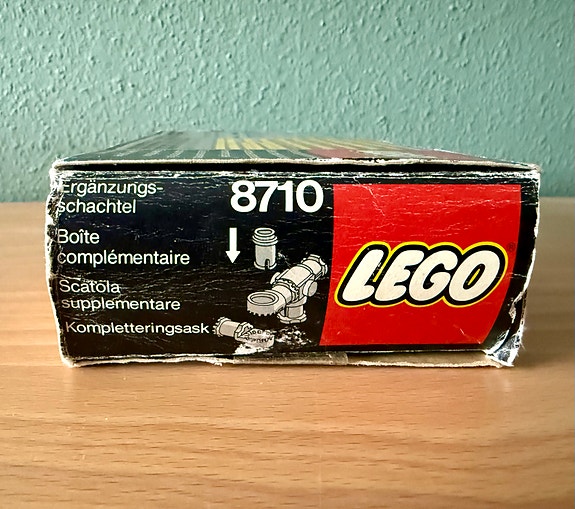 Ergänzungs-
schachtel
8710
Boîte
complémentaire
Scatola
supplementare
Kompletteringsask
LEGO
®